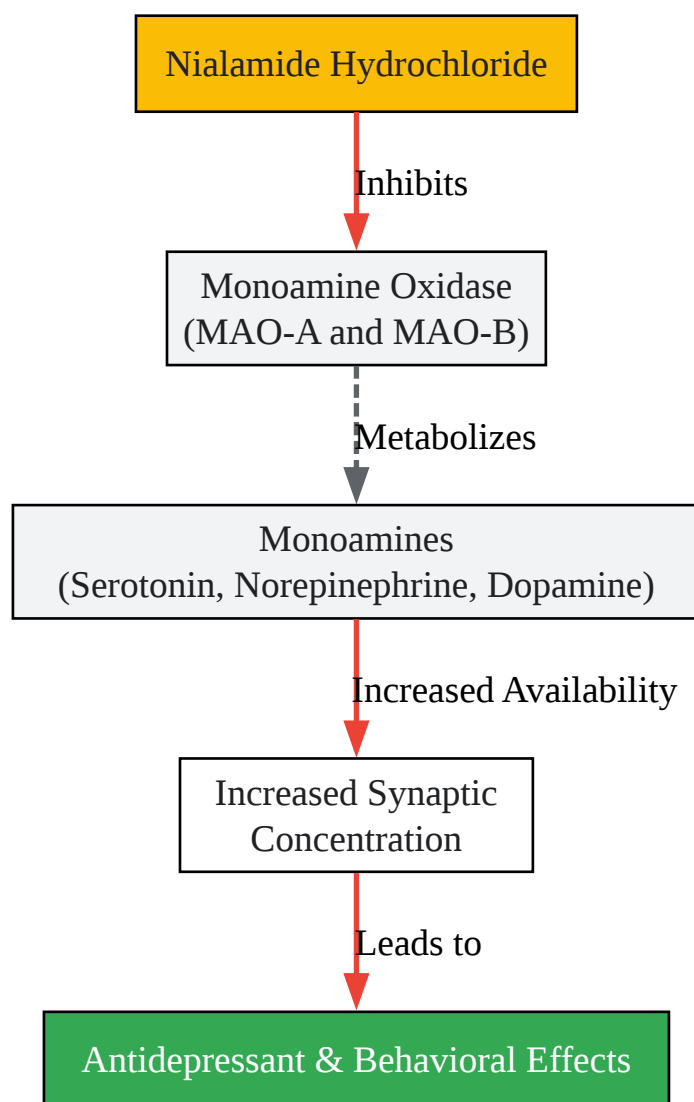 Nialamide Hydrochloride
Inhibits
Monoamine Oxidase
(MAO-A and MAO-B)
Metabolizes
Monoamines
(Serotonin, Norepinephrine, Dopamine)
Increased Availability
Increased Synaptic
Concentration
Leads to
Antidepressant & Behavioral Effects